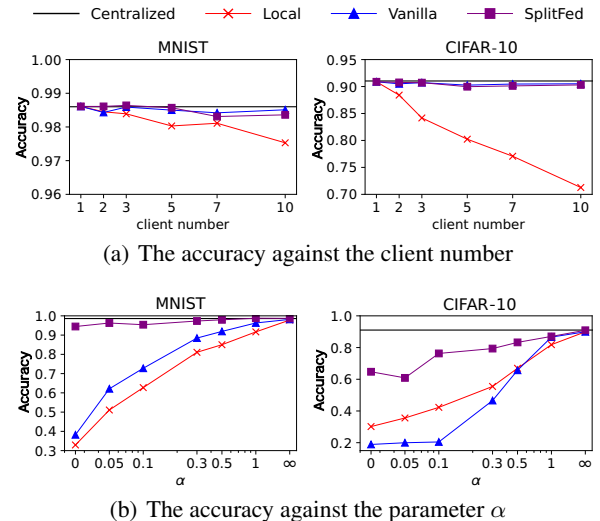 Centralized Local Vanilla SplitFed
MNIST CIFAR-10
Accuracy
1.00
0.99
0.98
0.97
0.96
1 2 3 5 7 10
client number
Accuracy
0.95
0.90
0.85
0.80
0.75
0.70
1 2 3 5 7 10
client number
(a) The accuracy against the client number
MNIST CIFAR-10
Accuracy
1.0
0.9
0.8
0.7
0.6
0.5
0.4
0.3
0 0.05 0.1 0.3 0.5 1 ∞
α
Accuracy
1.0
0.8
0.6
0.4
0.2
0 0.05 0.1 0.3 0.5 1 ∞
α
(b) The accuracy against the parameter α